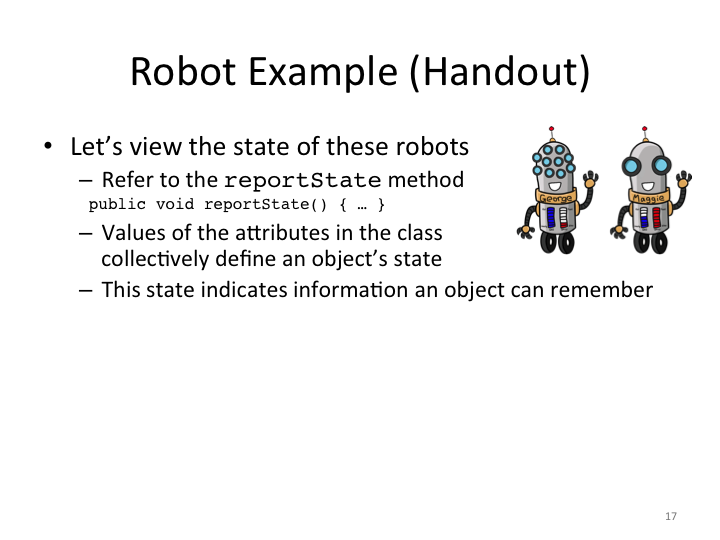 Robot Example (Handout)
• Let’s view the state of these robots
– Refer to the reportState method
public void reportState() { … }
– Values of the attributes in the class
collectively define an object’s state
– This state indicates information an object can remember
George
Maggie
17